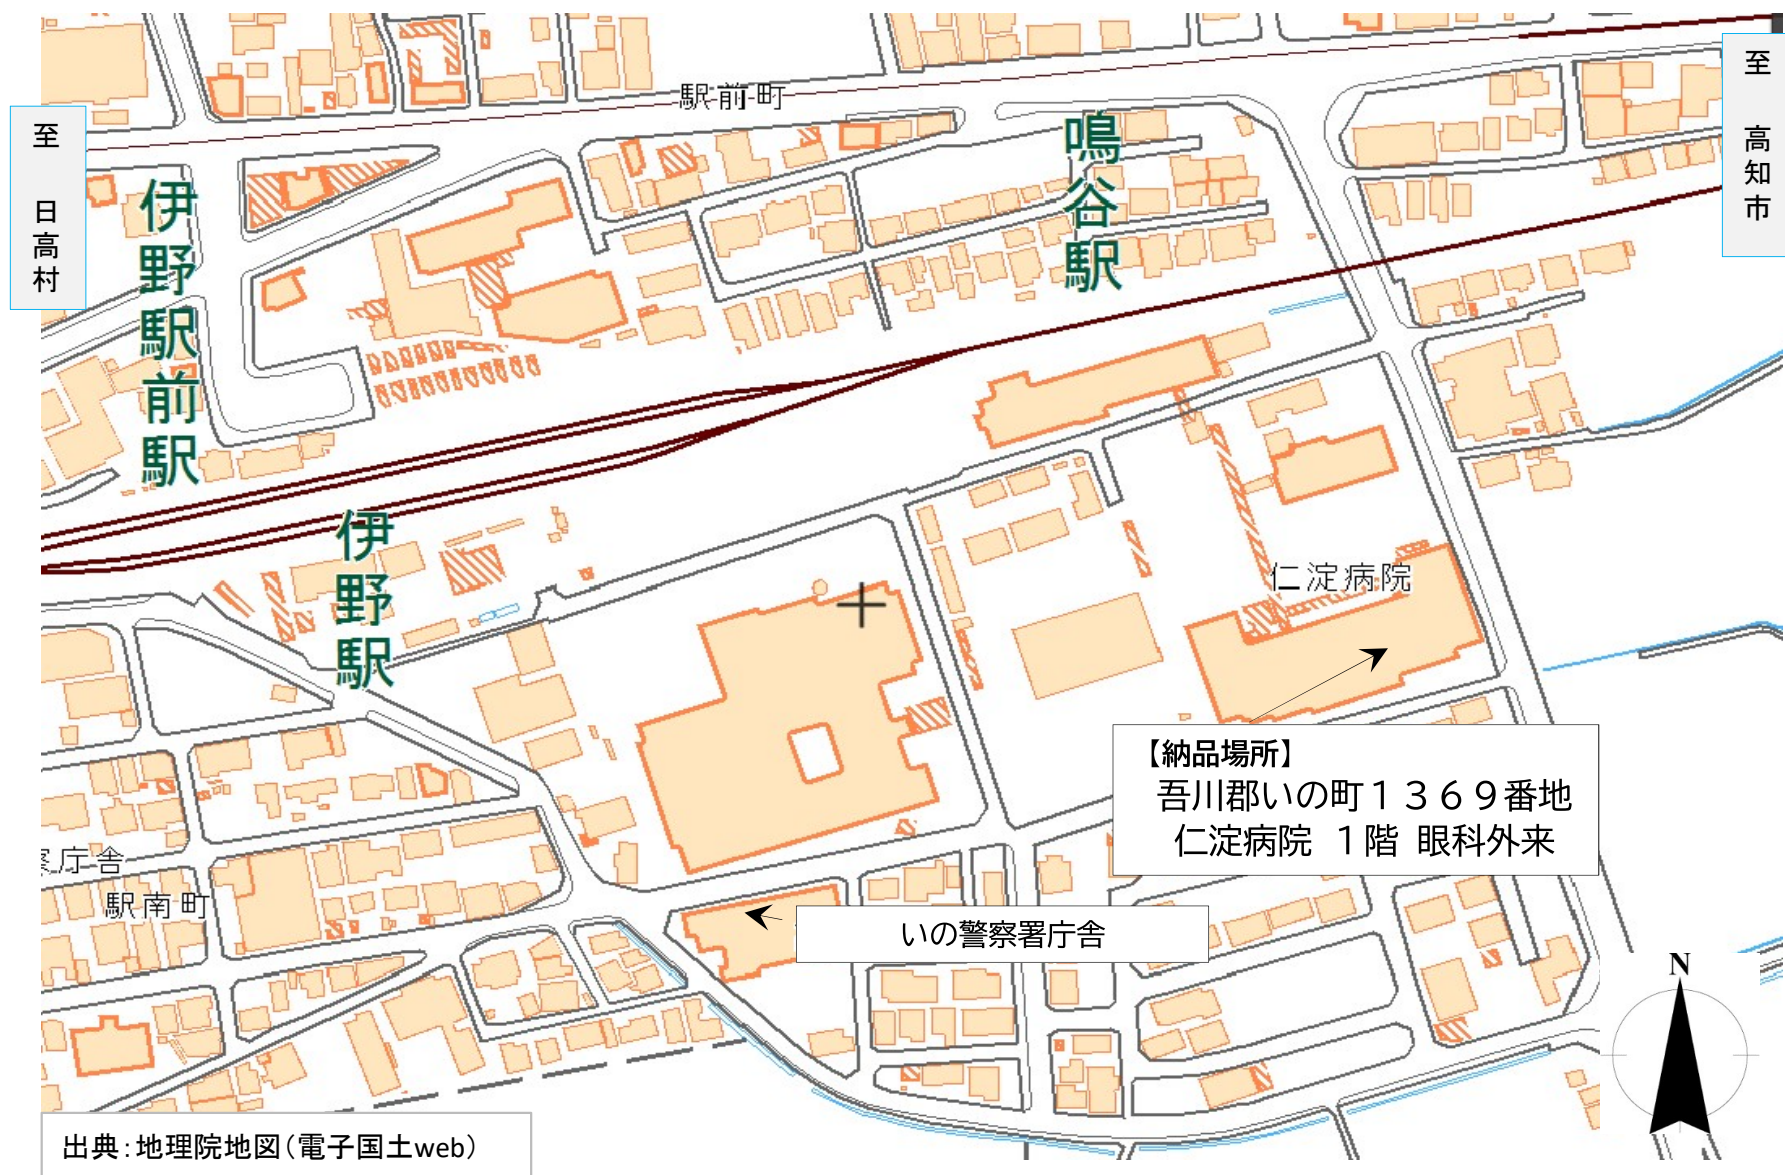 駅前町
至 高知市
至 日高村
鳴谷駅
伊野駅前駅
伊野駅
仁淀病院
【納品場所】
吾川郡いの町１３６９番地
仁淀病院 １階 眼科外来
庁舎
駅南町
いの警察署庁舎
N
出典：地理院地図（電子国土web）